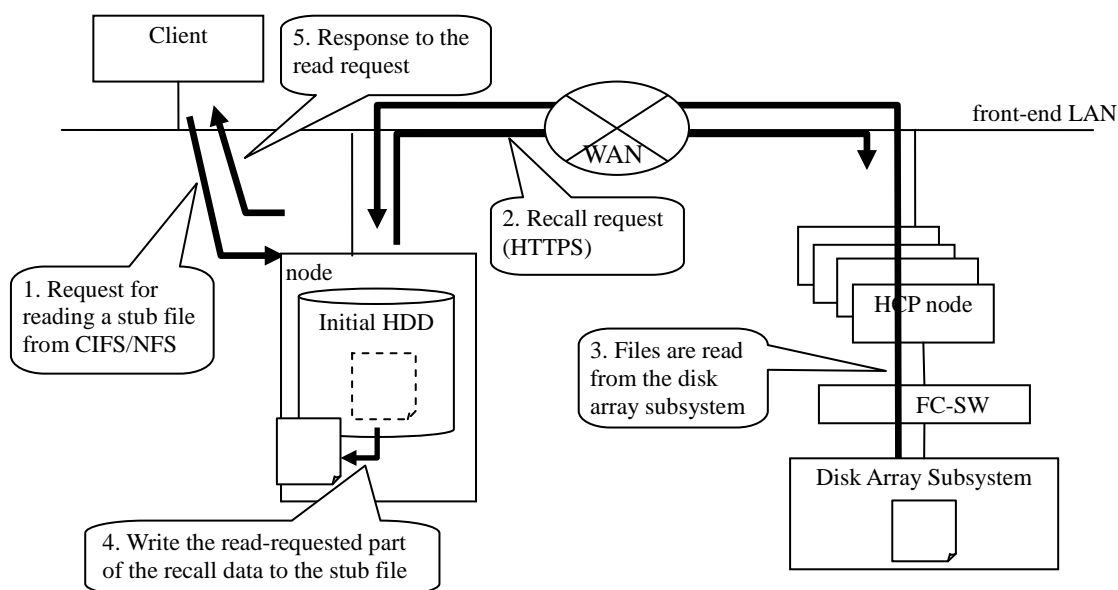 Client
5. Response to the
read request
front-end LAN
WAN
2. Recall request
(HTTPS)
1. Request for
reading a stub file
from CIFS/NFS
node
Initial HDD
HCP node
3. Files are read
from the disk
array subsystem
FC-SW
Disk Array Subsystem
4. Write the read-requested part
of the recall data to the stub file